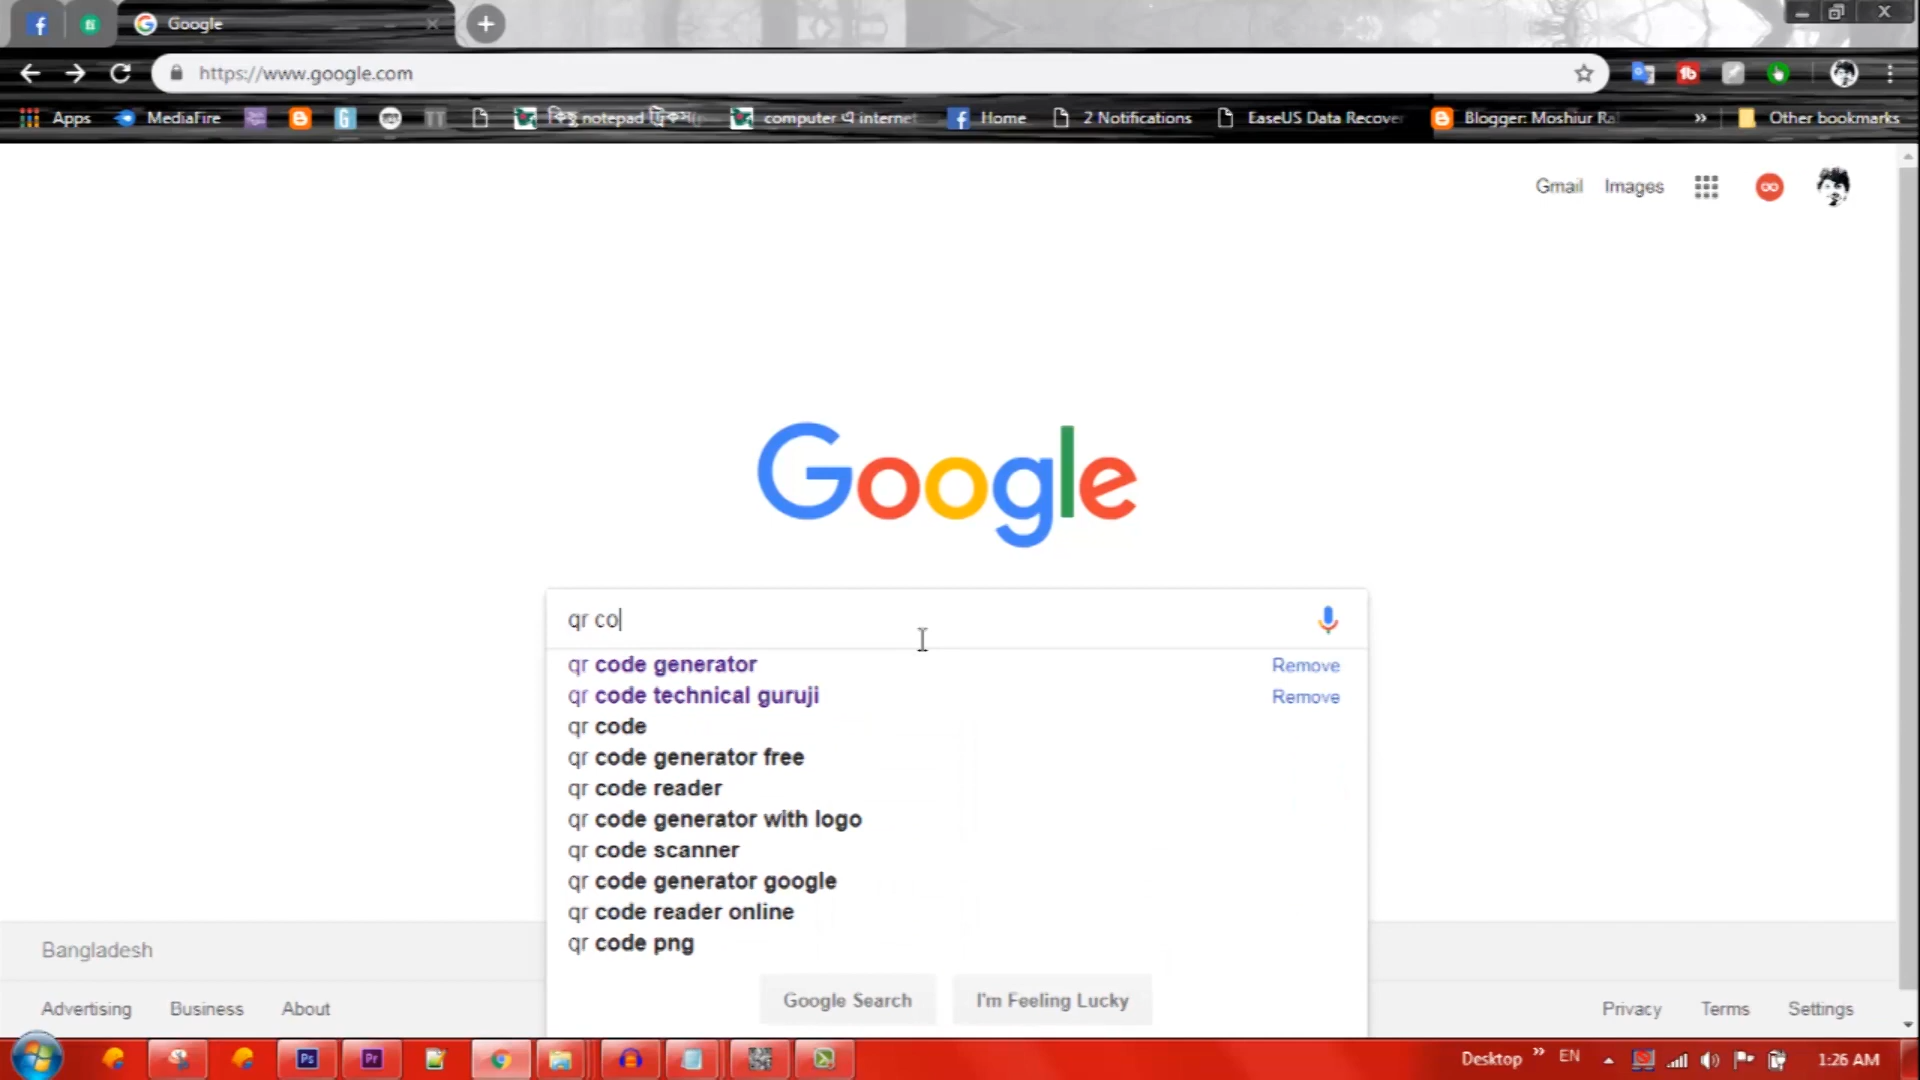 Google
https://www.google.com
Apps MediaFire কিছু notepad computer ও internet Home 2 Notifications EaseUS Data Recover Blogger: Moshiur Ra » Other bookmarks
Gmail Images
Google
qr co
qr code generator Remove
qr code technical guruji Remove
qr code
qr code generator free
qr code reader
qr code generator with logo
qr code scanner
qr code generator google
qr code reader online
qr code png
Google Search I'm Feeling Lucky
Bangladesh
Advertising Business About Privacy Terms Settings
Ps Pr Desktop » EN 1:26 AM